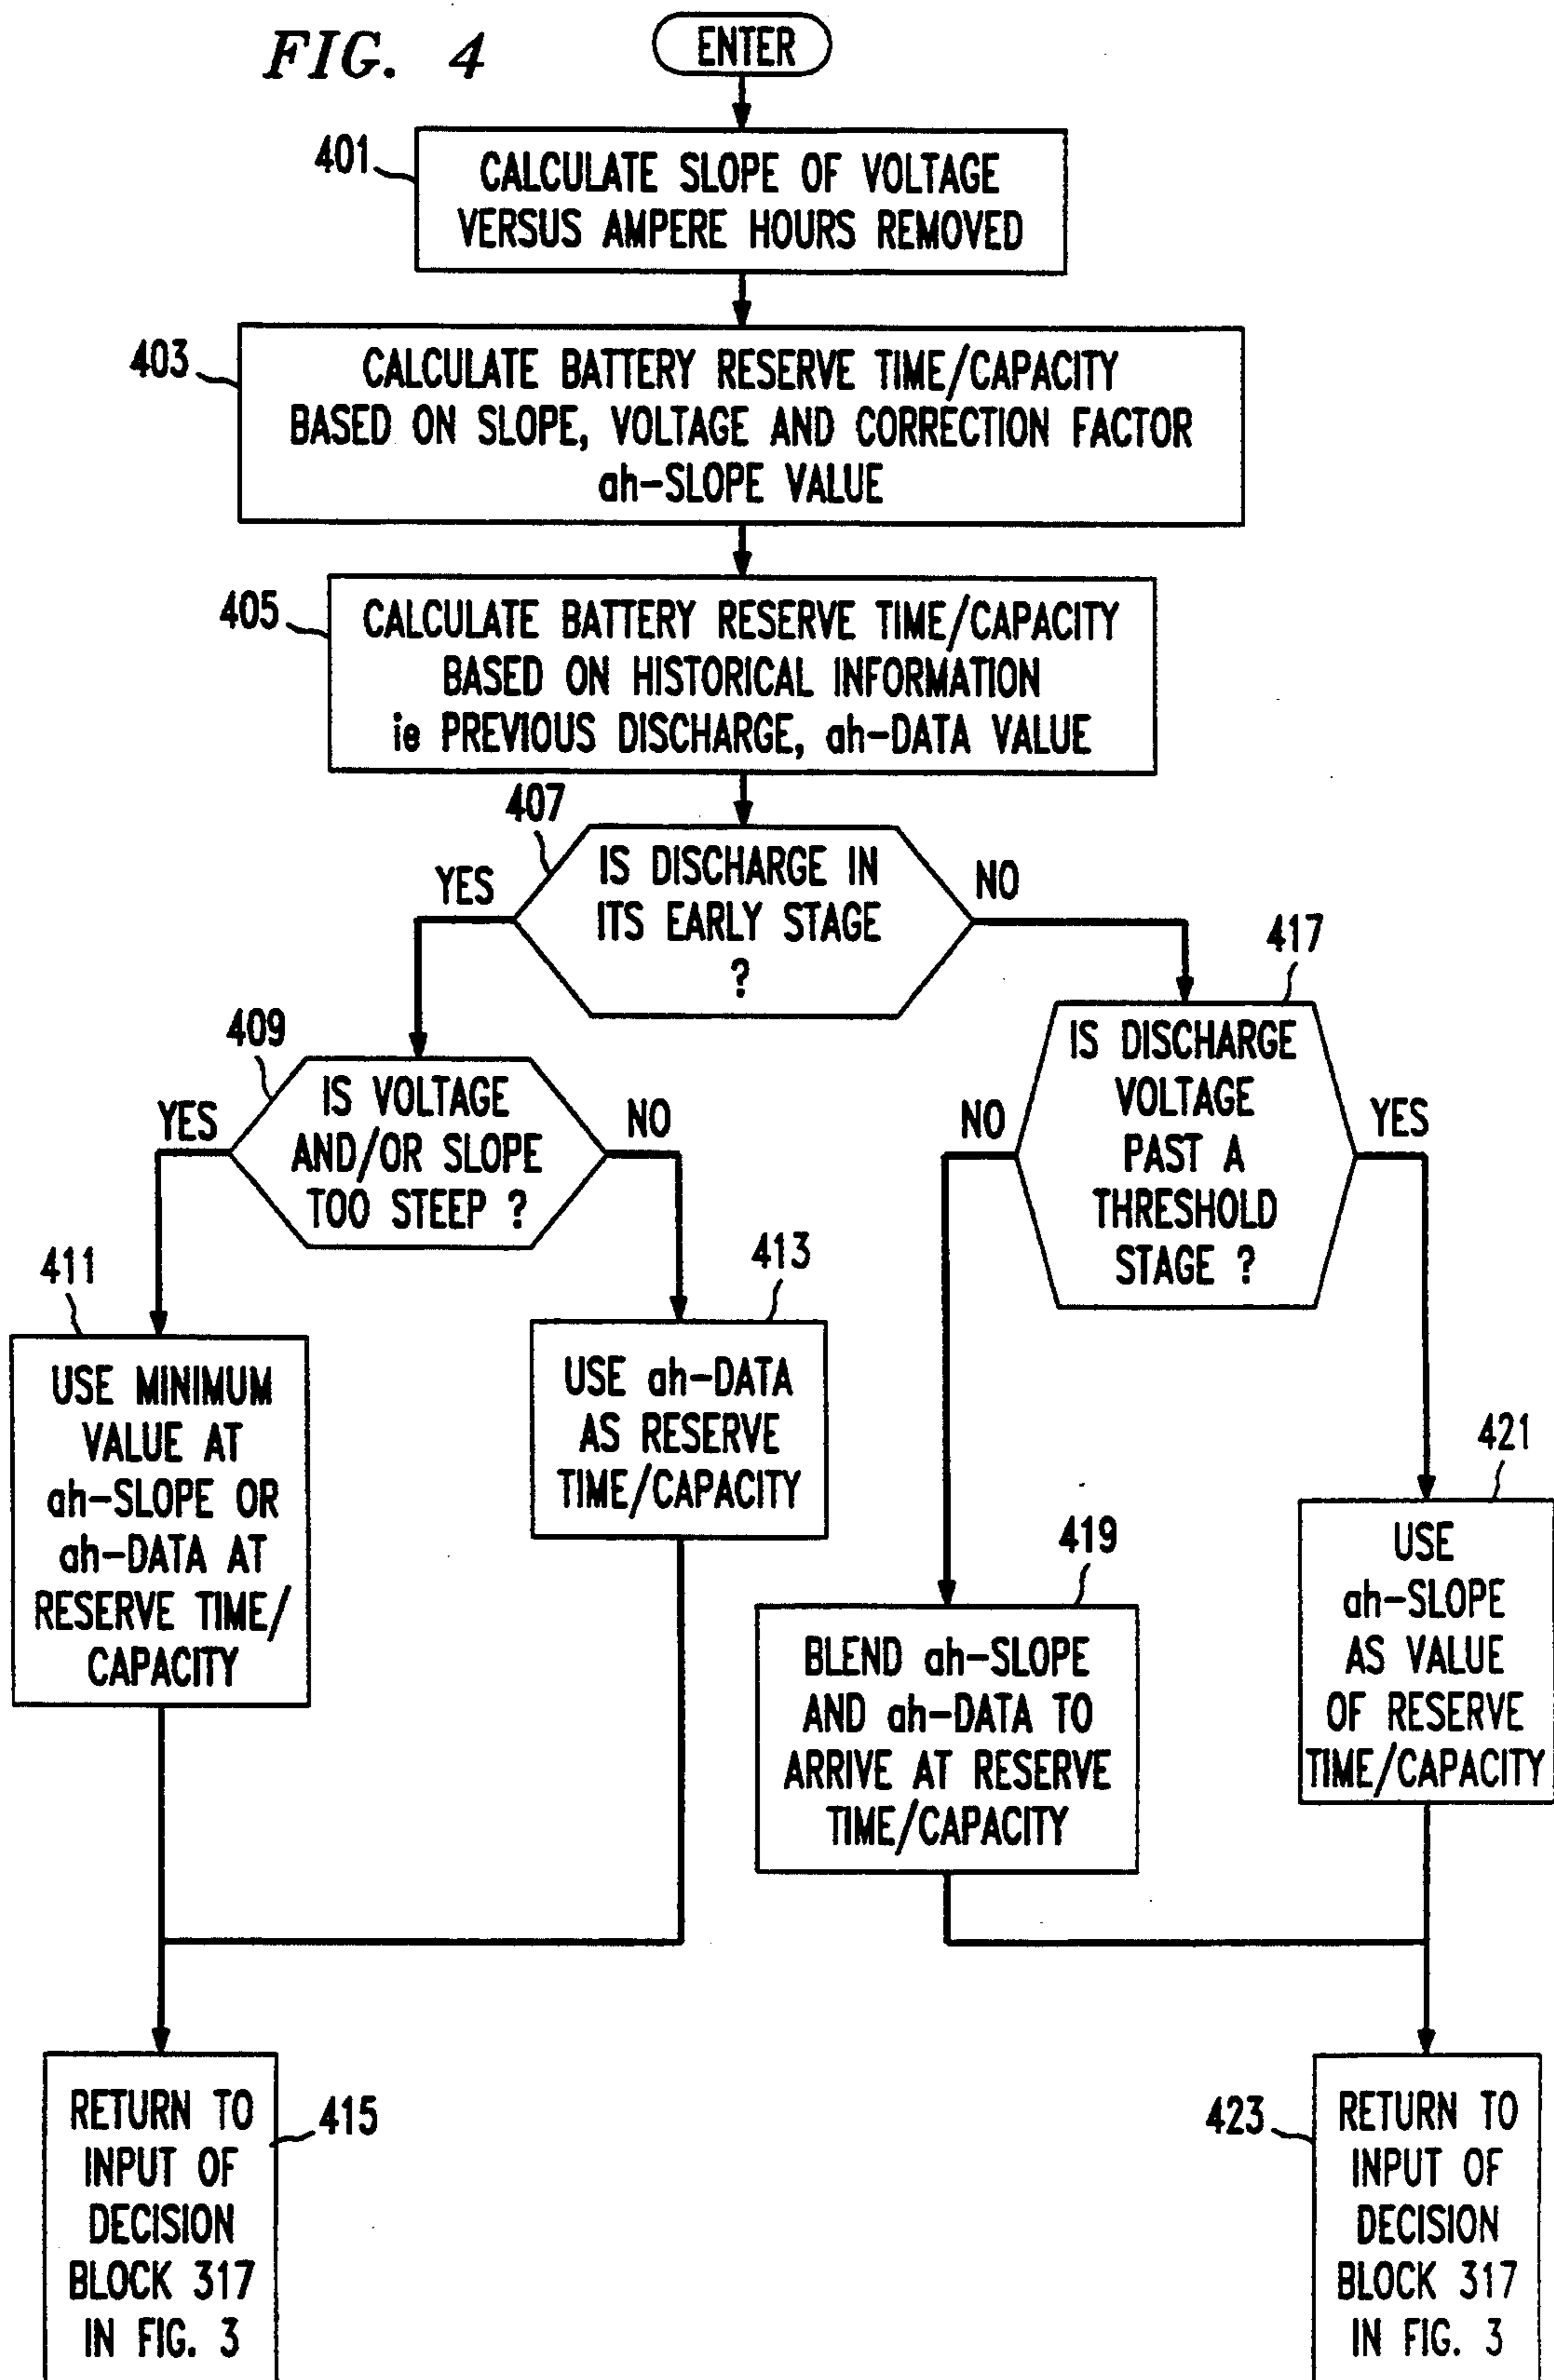 FIG. 4
ENTER
401
CALCULATE SLOPE OF VOLTAGE
VERSUS AMPERE HOURS REMOVED
403
CALCULATE BATTERY RESERVE TIME/CAPACITY
BASED ON SLOPE, VOLTAGE AND CORRECTION FACTOR
ah-SLOPE VALUE
405
CALCULATE BATTERY RESERVE TIME/CAPACITY
BASED ON HISTORICAL INFORMATION
ie PREVIOUS DISCHARGE, ah-DATA VALUE
407
YES
IS DISCHARGE IN
ITS EARLY STAGE
?
NO
409
YES
IS VOLTAGE
AND/OR SLOPE
TOO STEEP ?
NO
417
NO
IS DISCHARGE
VOLTAGE
PAST A
THRESHOLD
STAGE ?
YES
411
USE MINIMUM
VALUE AT
ah-SLOPE OR
ah-DATA AT
RESERVE TIME/
CAPACITY
413
USE ah-DATA
AS RESERVE
TIME/CAPACITY
419
BLEND ah-SLOPE
AND ah-DATA TO
ARRIVE AT RESERVE
TIME/CAPACITY
421
USE
ah-SLOPE
AS VALUE
OF RESERVE
TIME/CAPACITY
RETURN TO
INPUT OF
DECISION
BLOCK 317
IN FIG. 3
415
423
RETURN TO
INPUT OF
DECISION
BLOCK 317
IN FIG. 3